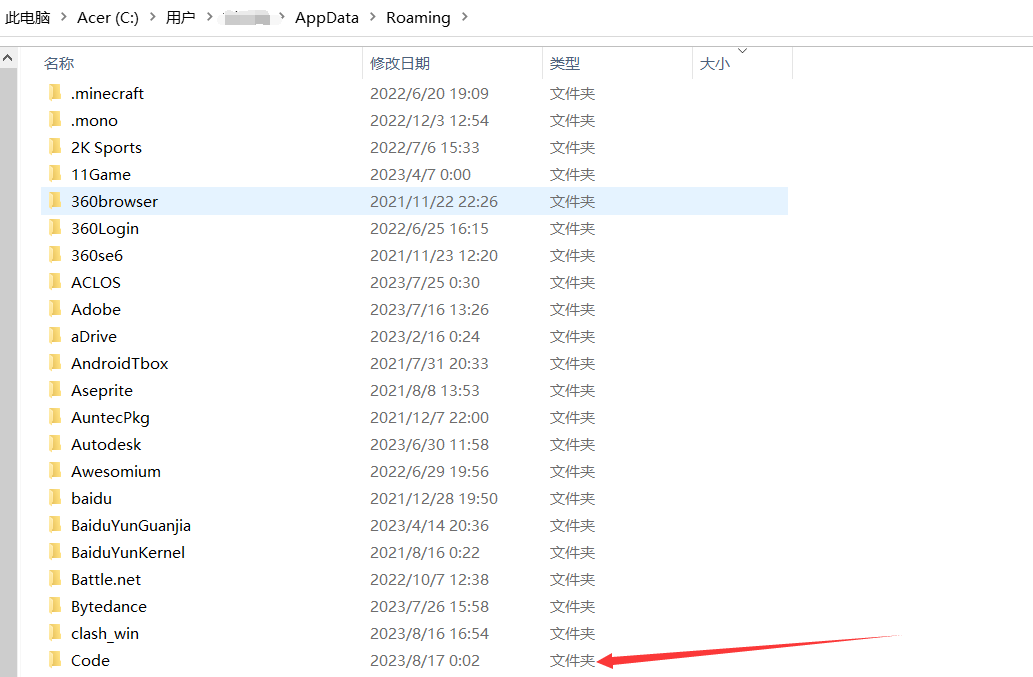 此电脑 > Acer (C:) > 用户 > > AppData > Roaming >
名称 修改日期 类型 大小
.minecraft 2022/6/20 19:09 文件夹
.mono 2022/12/3 12:54 文件夹
2K Sports 2022/7/6 15:33 文件夹
11Game 2023/4/7 0:00 文件夹
360browser 2021/11/22 22:26 文件夹
360Login 2022/6/25 16:15 文件夹
360se6 2021/11/23 12:20 文件夹
ACLOS 2023/7/25 0:30 文件夹
Adobe 2023/7/16 13:26 文件夹
aDrive 2023/2/16 0:24 文件夹
AndroidTbox 2021/7/31 20:33 文件夹
Aseprite 2021/8/8 13:53 文件夹
AuntecPkg 2021/12/7 22:00 文件夹
Autodesk 2023/6/30 11:58 文件夹
Awesomium 2022/6/29 19:56 文件夹
baidu 2021/12/28 19:50 文件夹
BaiduYunGuanjia 2023/4/14 20:36 文件夹
BaiduYunKernel 2021/8/16 0:22 文件夹
Battle.net 2022/10/7 12:38 文件夹
Bytedance 2023/7/26 15:58 文件夹
clash_win 2023/8/16 16:54 文件夹
Code 2023/8/17 0:02 文件夹